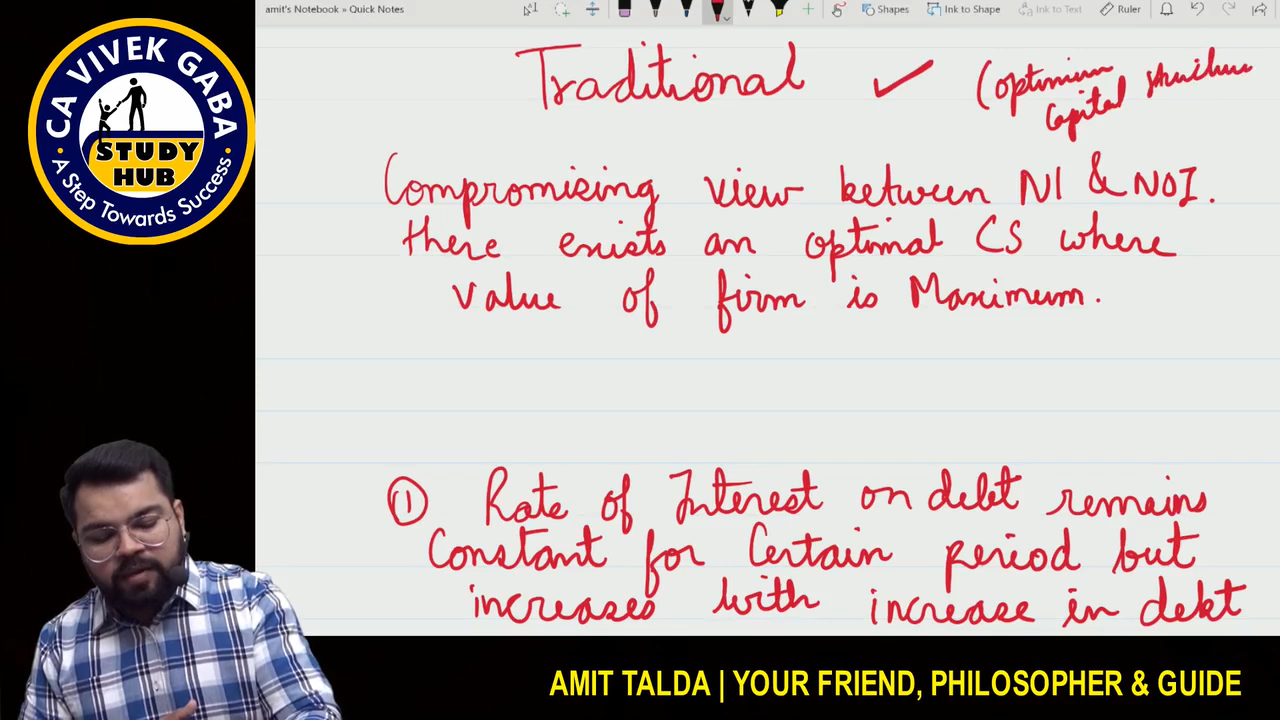 amit's Notebook » Quick Notes
Shapes
Ink to Shape
Ink to Text
Ruler
CA VIVEK GABA
STUDY
HUB
A Step Towards Success
Traditional
(optimum
Capital structure
Compromising view between NI & NOI.
there exists an optimal CS where
value of firm is Maximum.
① Rate of Interest on debt remains
Constant for Certain period but
increases with increase in debt
AMIT TALDA | YOUR FRIEND, PHILOSOPHER & GUIDE